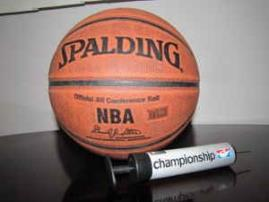 SPALDING
Official All Conference Ball
NBA
championship